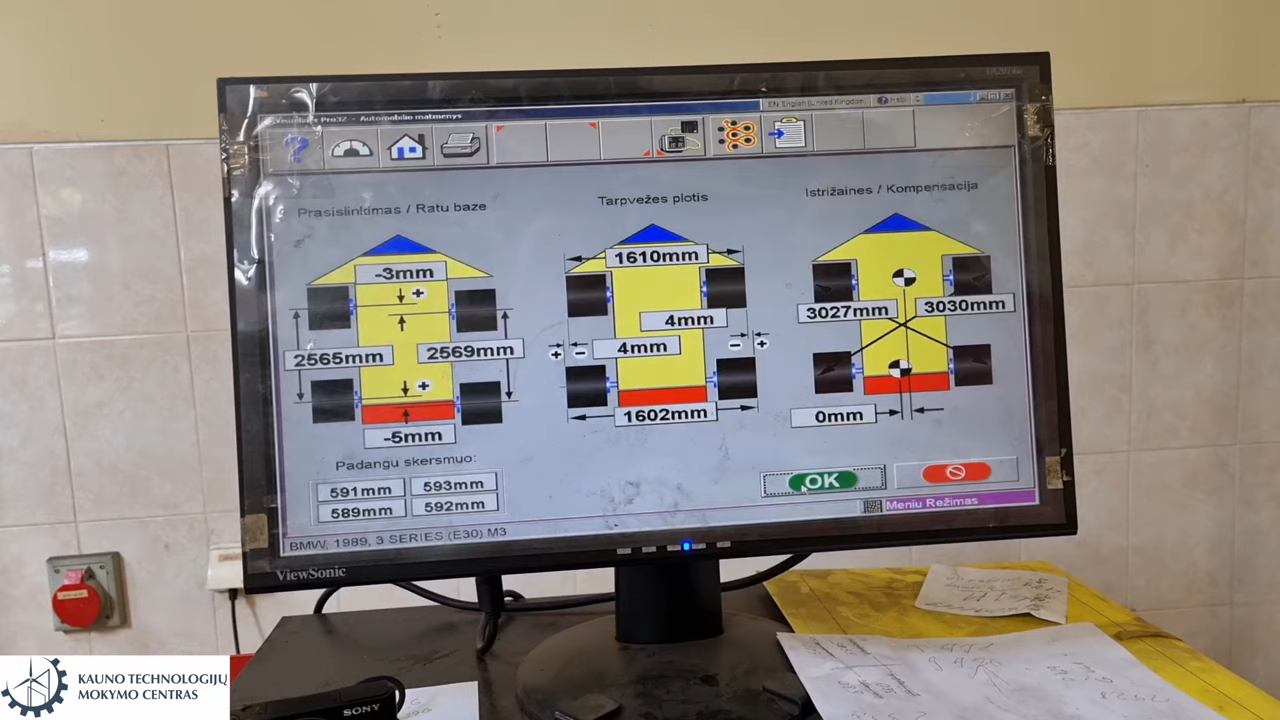 EN English (United Kingdom) Help
Pro32 - Automobilio matmenys
?
Prasislinkimas / Ratu baze
Tarpvežes plotis
Istrižaines / Kompensacija
-3mm
2565mm
2569mm
-5mm
1610mm
4mm
4mm
1602mm
3027mm
3030mm
0mm
Padangu skersmuo:
591mm 593mm
589mm 592mm
OK
Meniu Režimas
BMW, 1989, 3 SERIES (E30) M3
ViewSonic
SONY
KAUNO TECHNOLOGIJŲ
MOKYMO CENTRAS